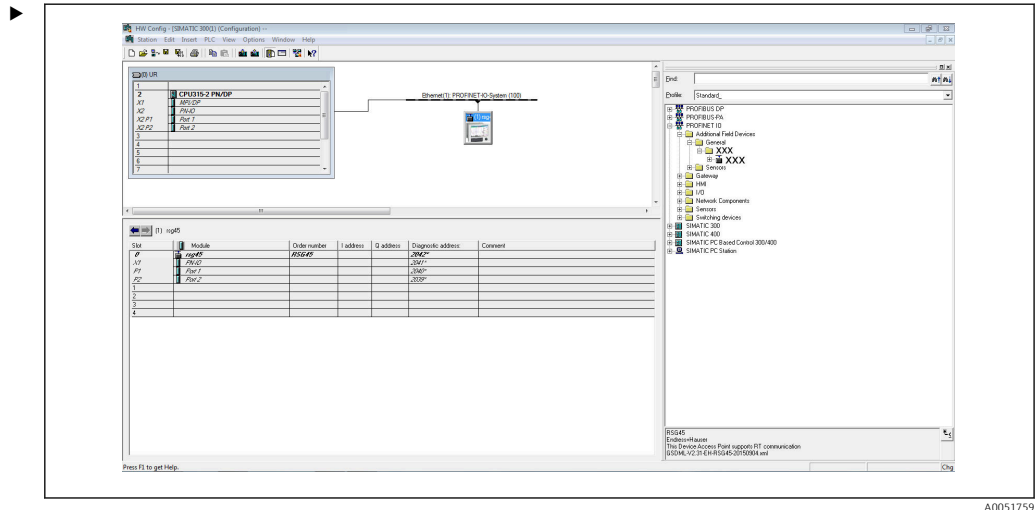 HW Config - [SIMATIC 300(1) (Configuration) --
Station Edit Insert PLC View Options Window Help
(0) UR
1
2 CPU315-2 PN/DP
X1 MPI/DP
X2 PN-IO
X2 P1 Port 1
X2 P2 Port 2
3
4
5
6
7
Ethernet(1): PROFINET-IO-System (100)
(1) rsg
Find:
Profile: Standard_
PROFIBUS DP
PROFIBUS-PA
PROFINET IO
Additional Field Devices
General
XXX
XXX
Sensors
Gateway
HMI
I/O
Network Components
Sensors
Switching devices
SIMATIC 300
SIMATIC 400
SIMATIC PC Based Control 300/400
SIMATIC PC Station
(1) rsg45
Slot Module Order number I address Q address Diagnostic address: Comment
0 rsg45 RSG45 2042*
X1 PN-IO 2041*
P1 Port 1 2040*
P2 Port 2 2039*
1
2
3
4
RSG45
Endress+Hauser
This Device Access Point supports RT communication
GSDML-V2.31-EH-RSG45-20150904.xml
Press F1 to get Help.
Chg
A0051759